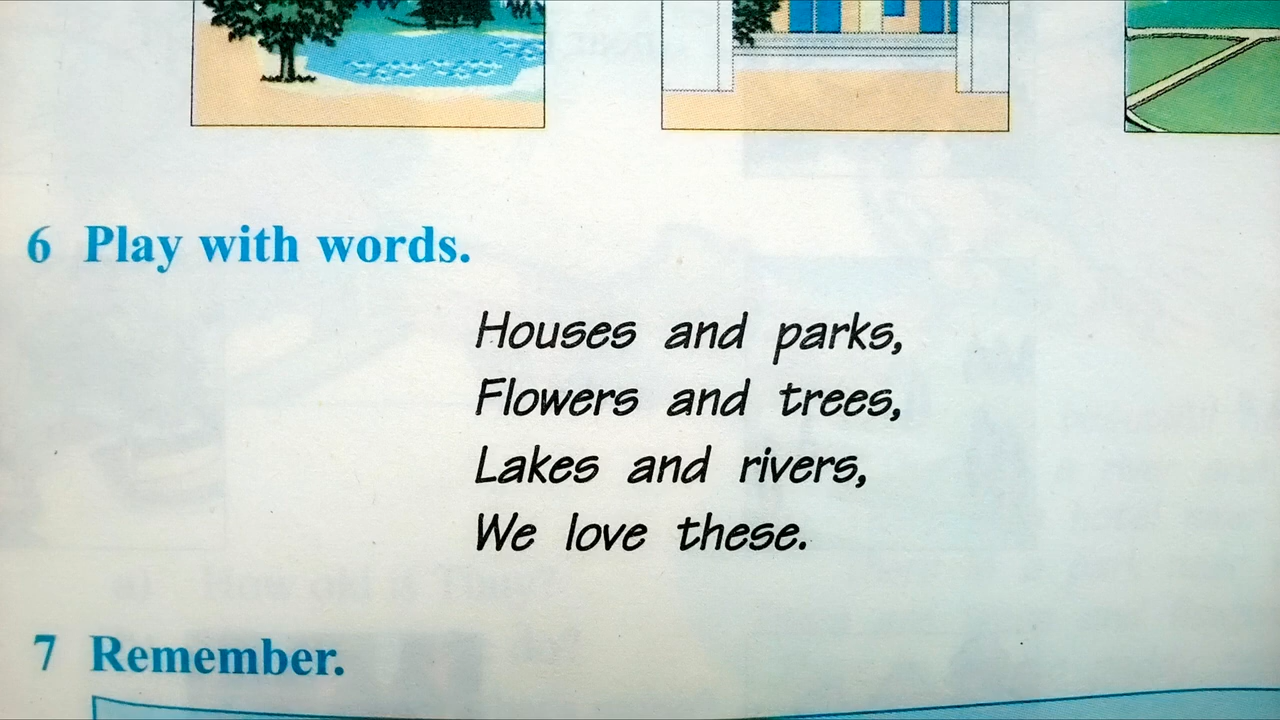 6 Play with words.
Houses and parks,
Flowers and trees,
Lakes and rivers,
We love these.
7 Remember.